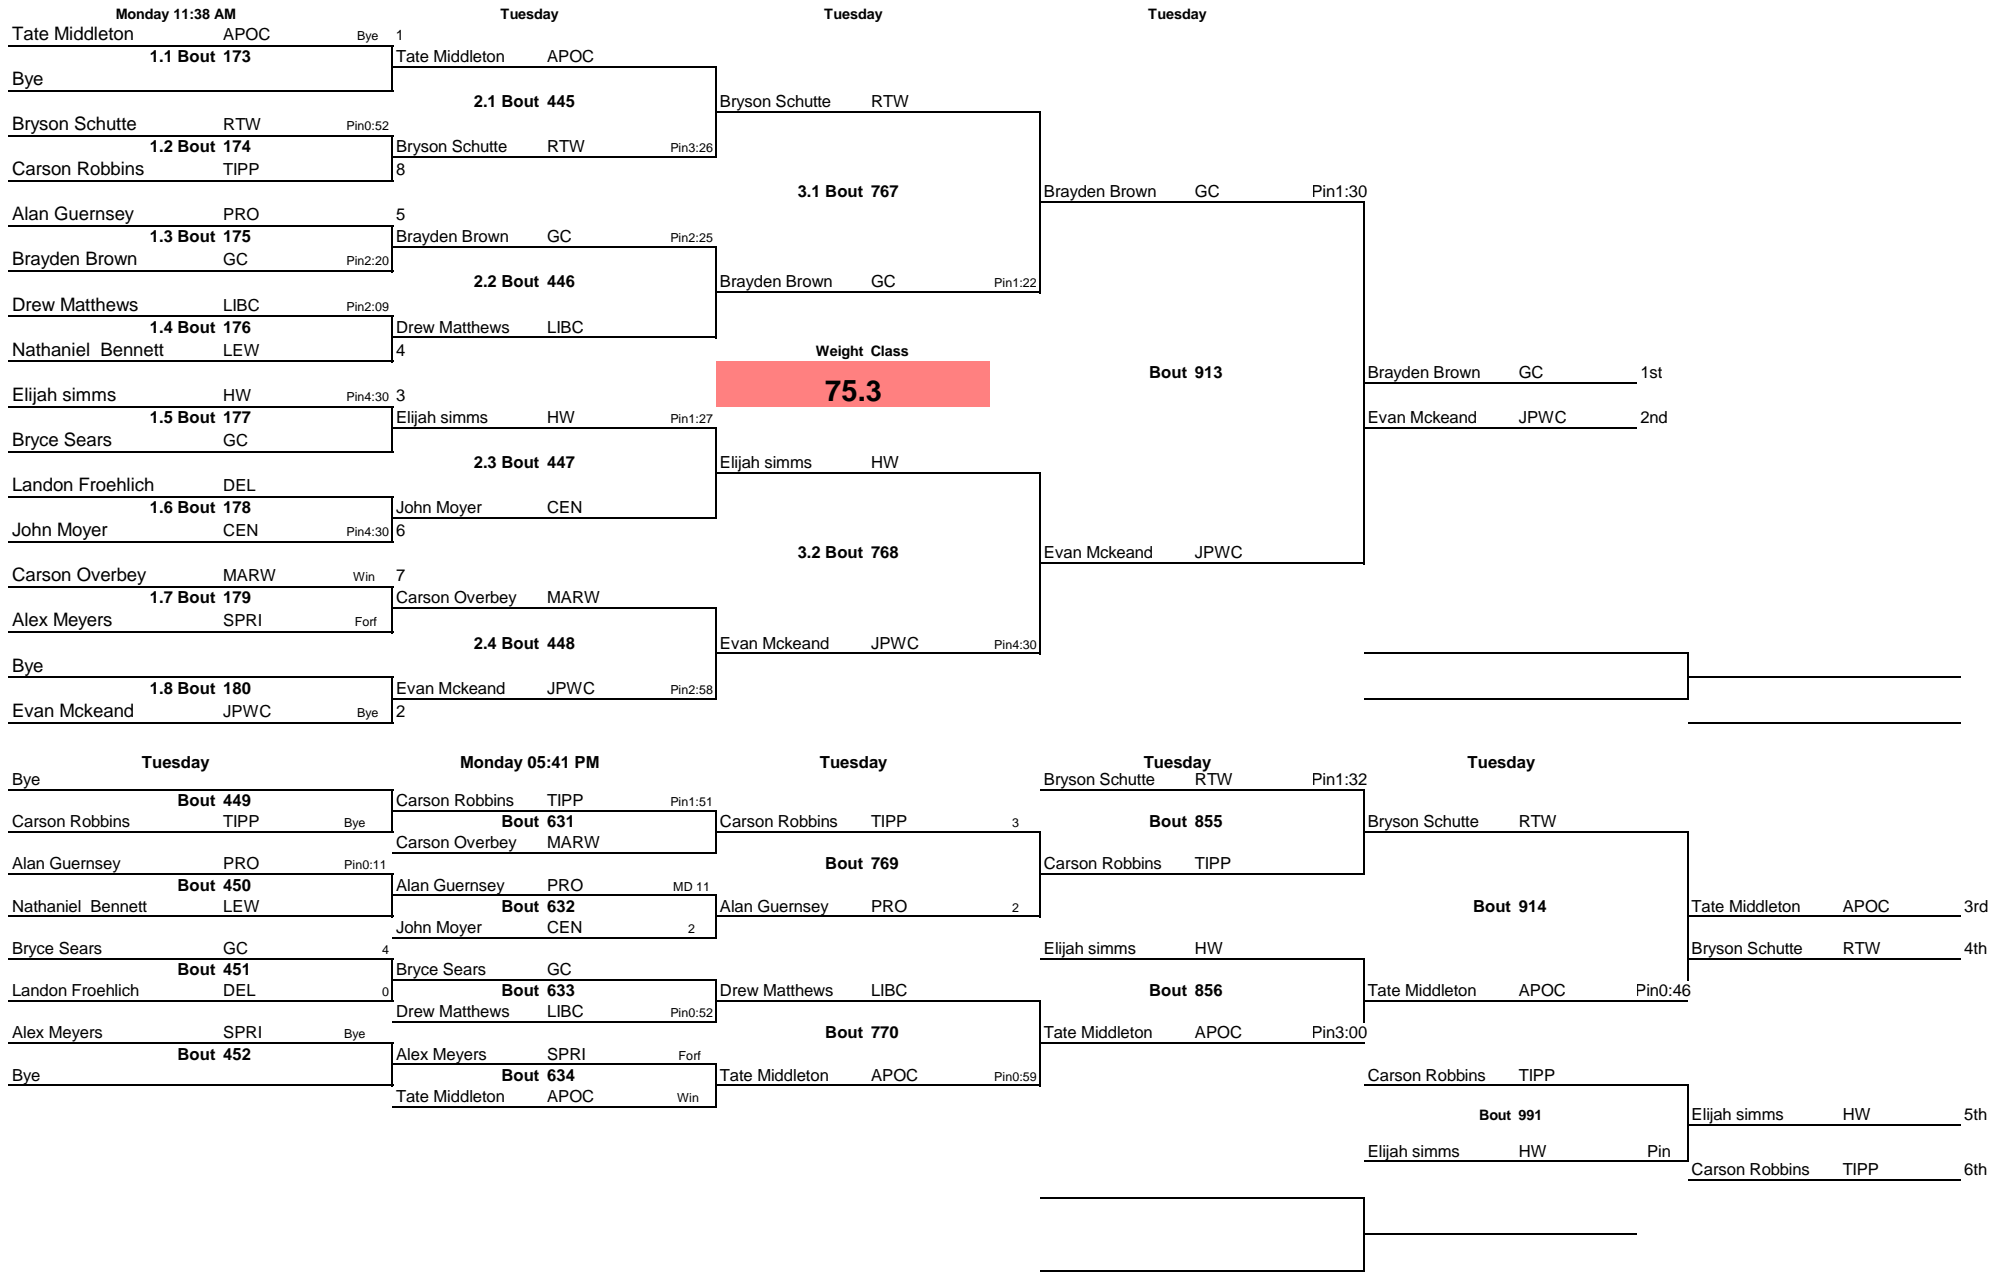 Monday 11:38 AM Tuesday Tuesday Tuesday
Tate Middleton APOC Bye 1
1.1 Bout 173 Tate Middleton APOC
Bye
2.1 Bout 445 Bryson Schutte RTW
Bryson Schutte RTW Pin0:52
1.2 Bout 174 Bryson Schutte RTW Pin3:26
Carson Robbins TIPP 8
3.1 Bout 767 Brayden Brown GC Pin1:30
Alan Guernsey PRO 5
1.3 Bout 175 Brayden Brown GC Pin2:25
Brayden Brown GC Pin2:20
2.2 Bout 446 Brayden Brown GC Pin1:22
Drew Matthews LIBC Pin2:09
1.4 Bout 176 Drew Matthews LIBC
Nathaniel Bennett LEW 4 Weight Class
Bout 913 Brayden Brown GC 1st
75.3
Elijah simms HW Pin4:30 3
1.5 Bout 177 Elijah simms HW Pin1:27 Evan Mckeand JPWC 2nd
Bryce Sears GC
2.3 Bout 447 Elijah simms HW
Landon Froehlich DEL
1.6 Bout 178 John Moyer CEN
John Moyer CEN Pin4:30 6
3.2 Bout 768 Evan Mckeand JPWC
Carson Overbey MARW Win 7
1.7 Bout 179 Carson Overbey MARW
Alex Meyers SPRI Forf
2.4 Bout 448 Evan Mckeand JPWC Pin4:30
Bye
1.8 Bout 180 Evan Mckeand JPWC Pin2:58
Evan Mckeand JPWC Bye 2
Tuesday Monday 05:41 PM Tuesday Tuesday Tuesday
Bye Bryson Schutte RTW Pin1:32
Bout 449 Carson Robbins TIPP Pin1:51
Carson Robbins TIPP Bye Bout 631 Carson Robbins TIPP 3 Bout 855 Bryson Schutte RTW
Carson Overbey MARW
Alan Guernsey PRO Pin0:11 Bout 769 Carson Robbins TIPP
Bout 450 Alan Guernsey PRO MD 11
Nathaniel Bennett LEW Bout 632 Alan Guernsey PRO 2 Bout 914 Tate Middleton APOC 3rd
John Moyer CEN 2
Bryce Sears GC 4 Elijah simms HW Bryson Schutte RTW 4th
Bout 451 Bryce Sears GC
Landon Froehlich DEL 0 Bout 633 Drew Matthews LIBC Bout 856 Tate Middleton APOC Pin0:46
Drew Matthews LIBC Pin0:52
Alex Meyers SPRI Bye Bout 770 Tate Middleton APOC Pin3:00
Bout 452 Alex Meyers SPRI Forf
Bye Bout 634 Tate Middleton APOC Pin0:59 Carson Robbins TIPP
Tate Middleton APOC Win
Bout 991 Elijah simms HW 5th
Elijah simms HW Pin
Carson Robbins TIPP 6th